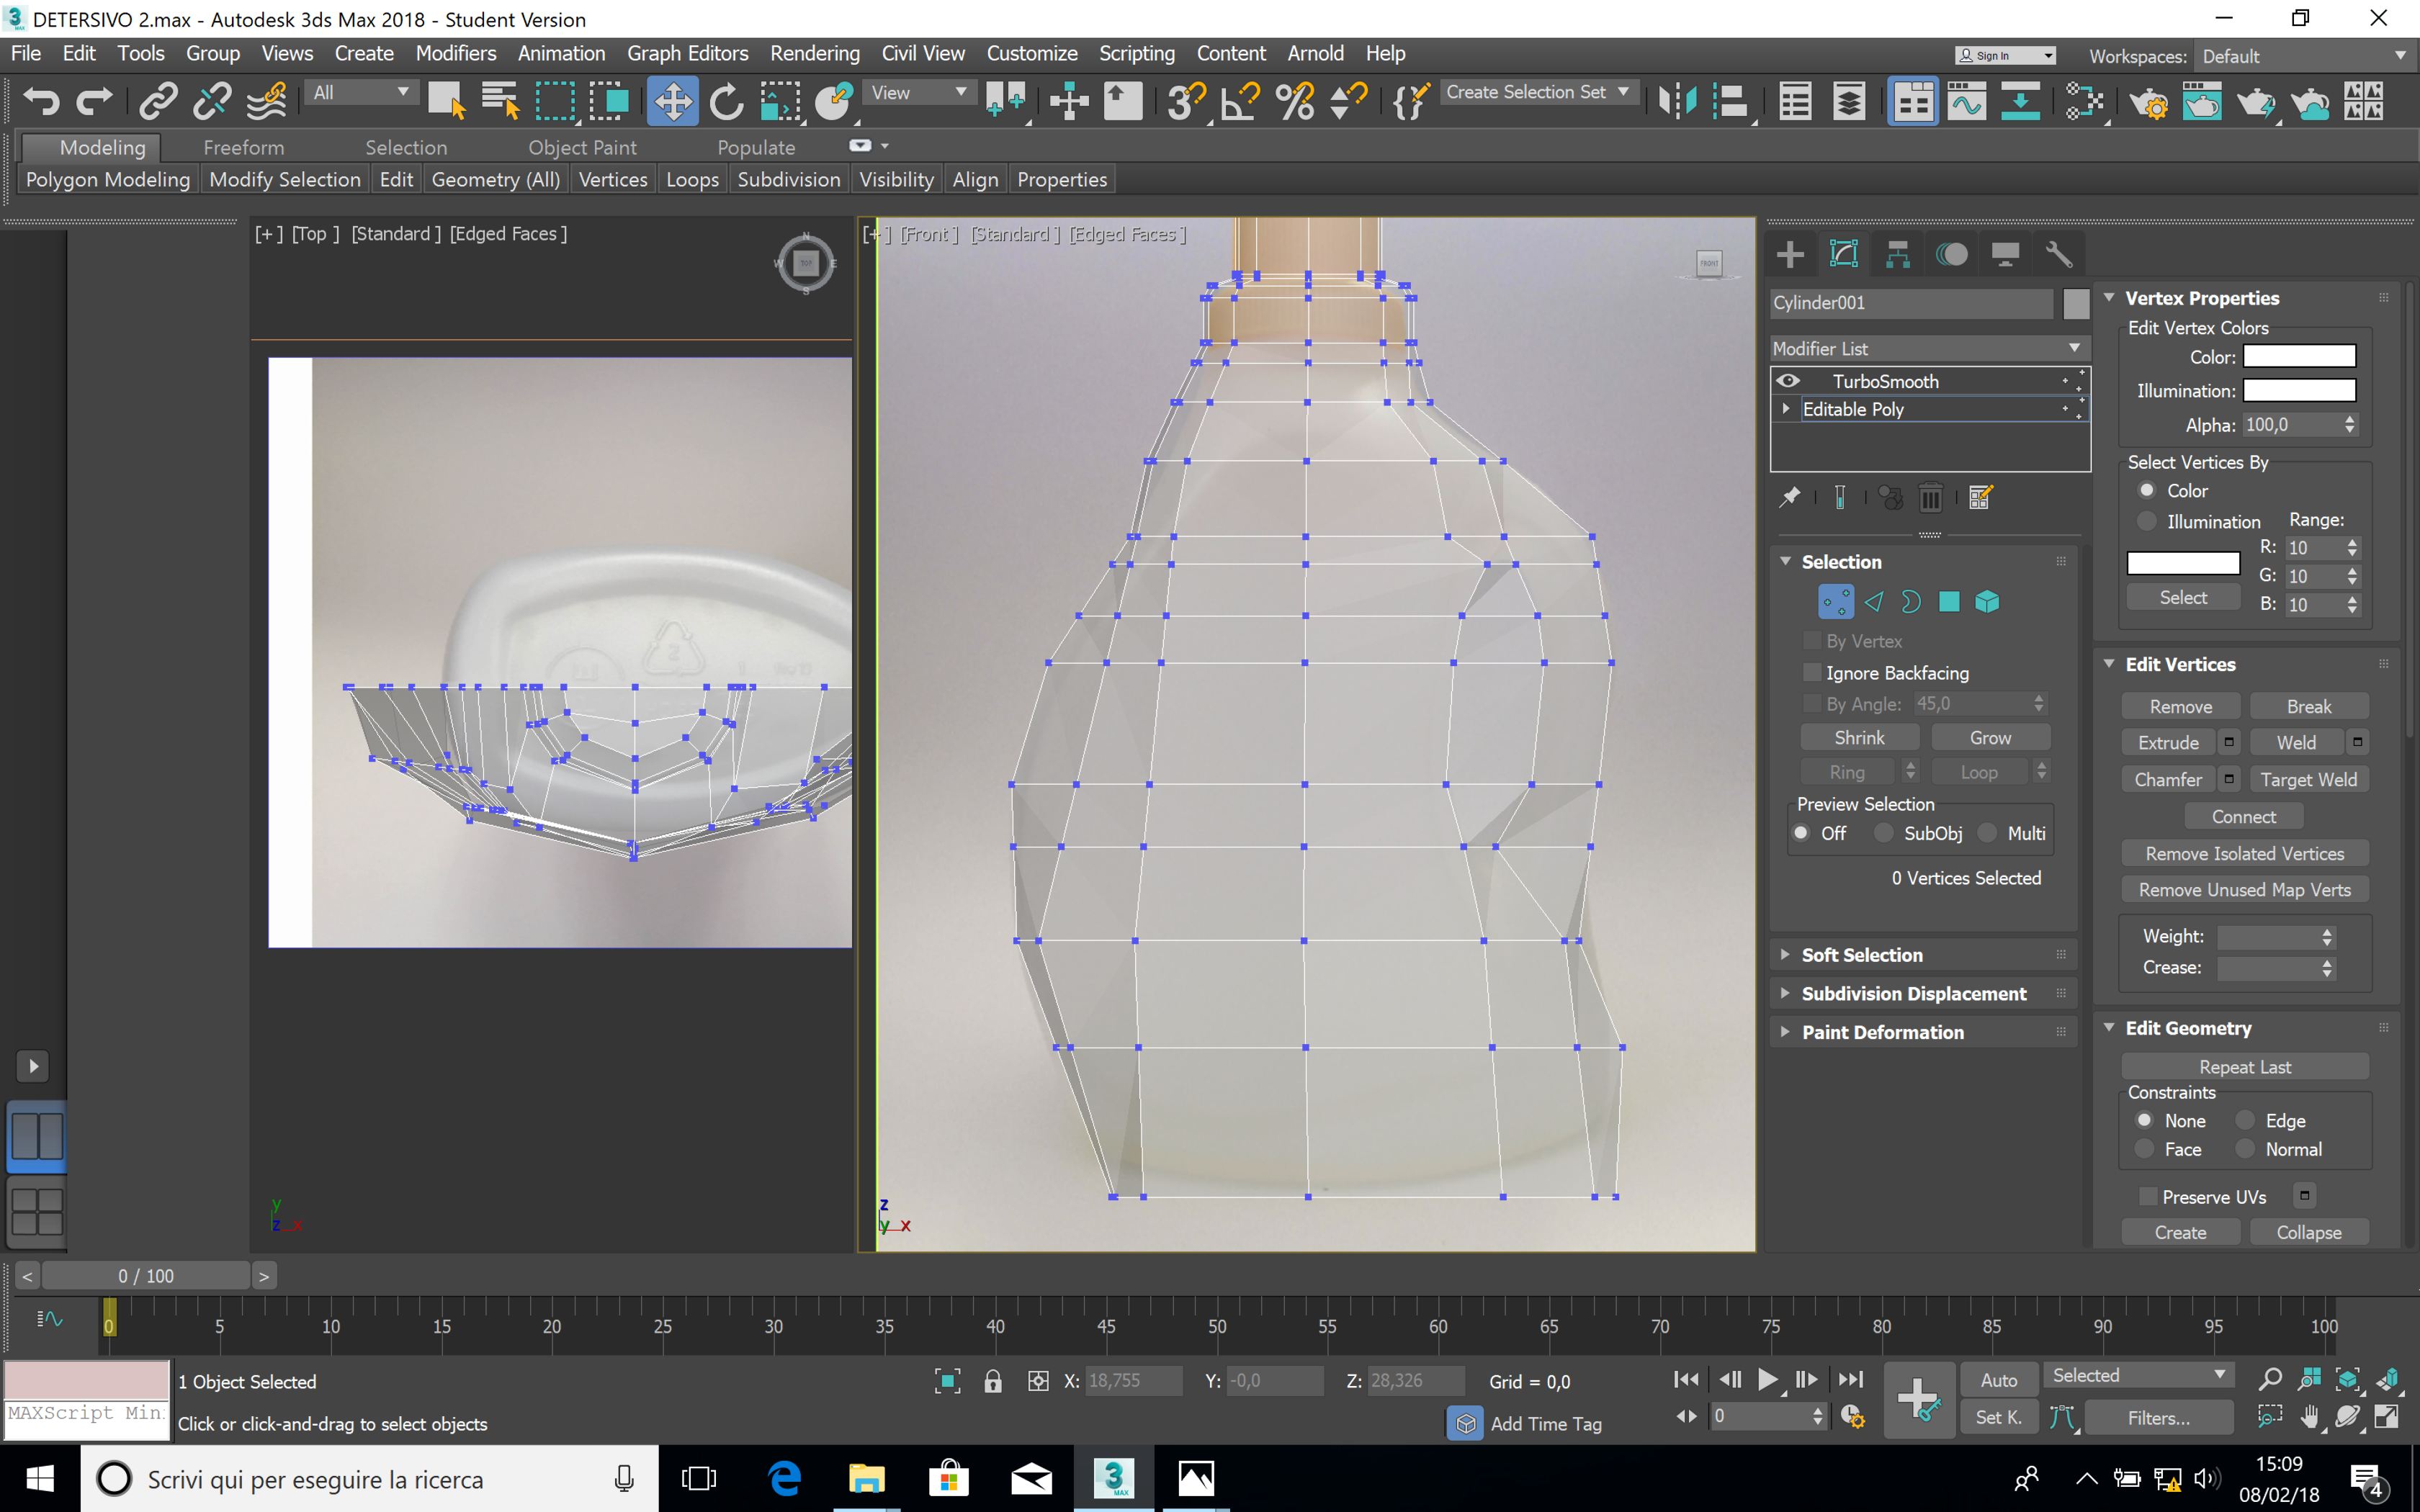 DETERSIVO 2.max - Autodesk 3ds Max 2018 - Student Version
File Edit Tools Group Views Create Modifiers Animation Graph Editors Rendering Civil View Customize Scripting Content Arnold Help
Sign In
Workspaces: Default
All
View
Create Selection Set
Modeling Freeform Selection Object Paint Populate
Polygon Modeling Modify Selection Edit Geometry (All) Vertices Loops Subdivision Visibility Align Properties
[+] [Top] [Standard] [Edged Faces]
N
W TOP E
S
[+] [Front] [Standard] [Edged Faces]
FRONT
y
z x
z
y x
Cylinder001
Modifier List
TurboSmooth
Editable Poly
Selection
By Vertex
Ignore Backfacing
By Angle: 45,0
Shrink Grow
Ring Loop
Preview Selection
Off SubObj Multi
0 Vertices Selected
Soft Selection
Subdivision Displacement
Paint Deformation
Vertex Properties
Edit Vertex Colors
Color:
Illumination:
Alpha: 100,0
Select Vertices By
Color
Illumination Range:
R: 10
G: 10
Select B: 10
Edit Vertices
Remove Break
Extrude Weld
Chamfer Target Weld
Connect
Remove Isolated Vertices
Remove Unused Map Verts
Weight:
Crease:
Edit Geometry
Repeat Last
Constraints
None Edge
Face Normal
Preserve UVs
Create Collapse
< 0 / 100 >
0 5 10 15 20 25 30 35 40 45 50 55 60 65 70 75 80 85 90 95 100
1 Object Selected
X: 18,755 Y: -0,0 Z: 28,326 Grid = 0,0
Auto Selected
MAXScript Min
Click or click-and-drag to select objects
Add Time Tag
0
Set K. Filters...
Scrivi qui per eseguire la ricerca
3
MAX
15:09
08/02/18
4